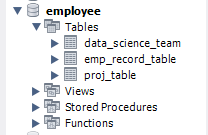 employee
Tables
data_science_team
emp_record_table
proj_table
Views
Stored Procedures
Functions